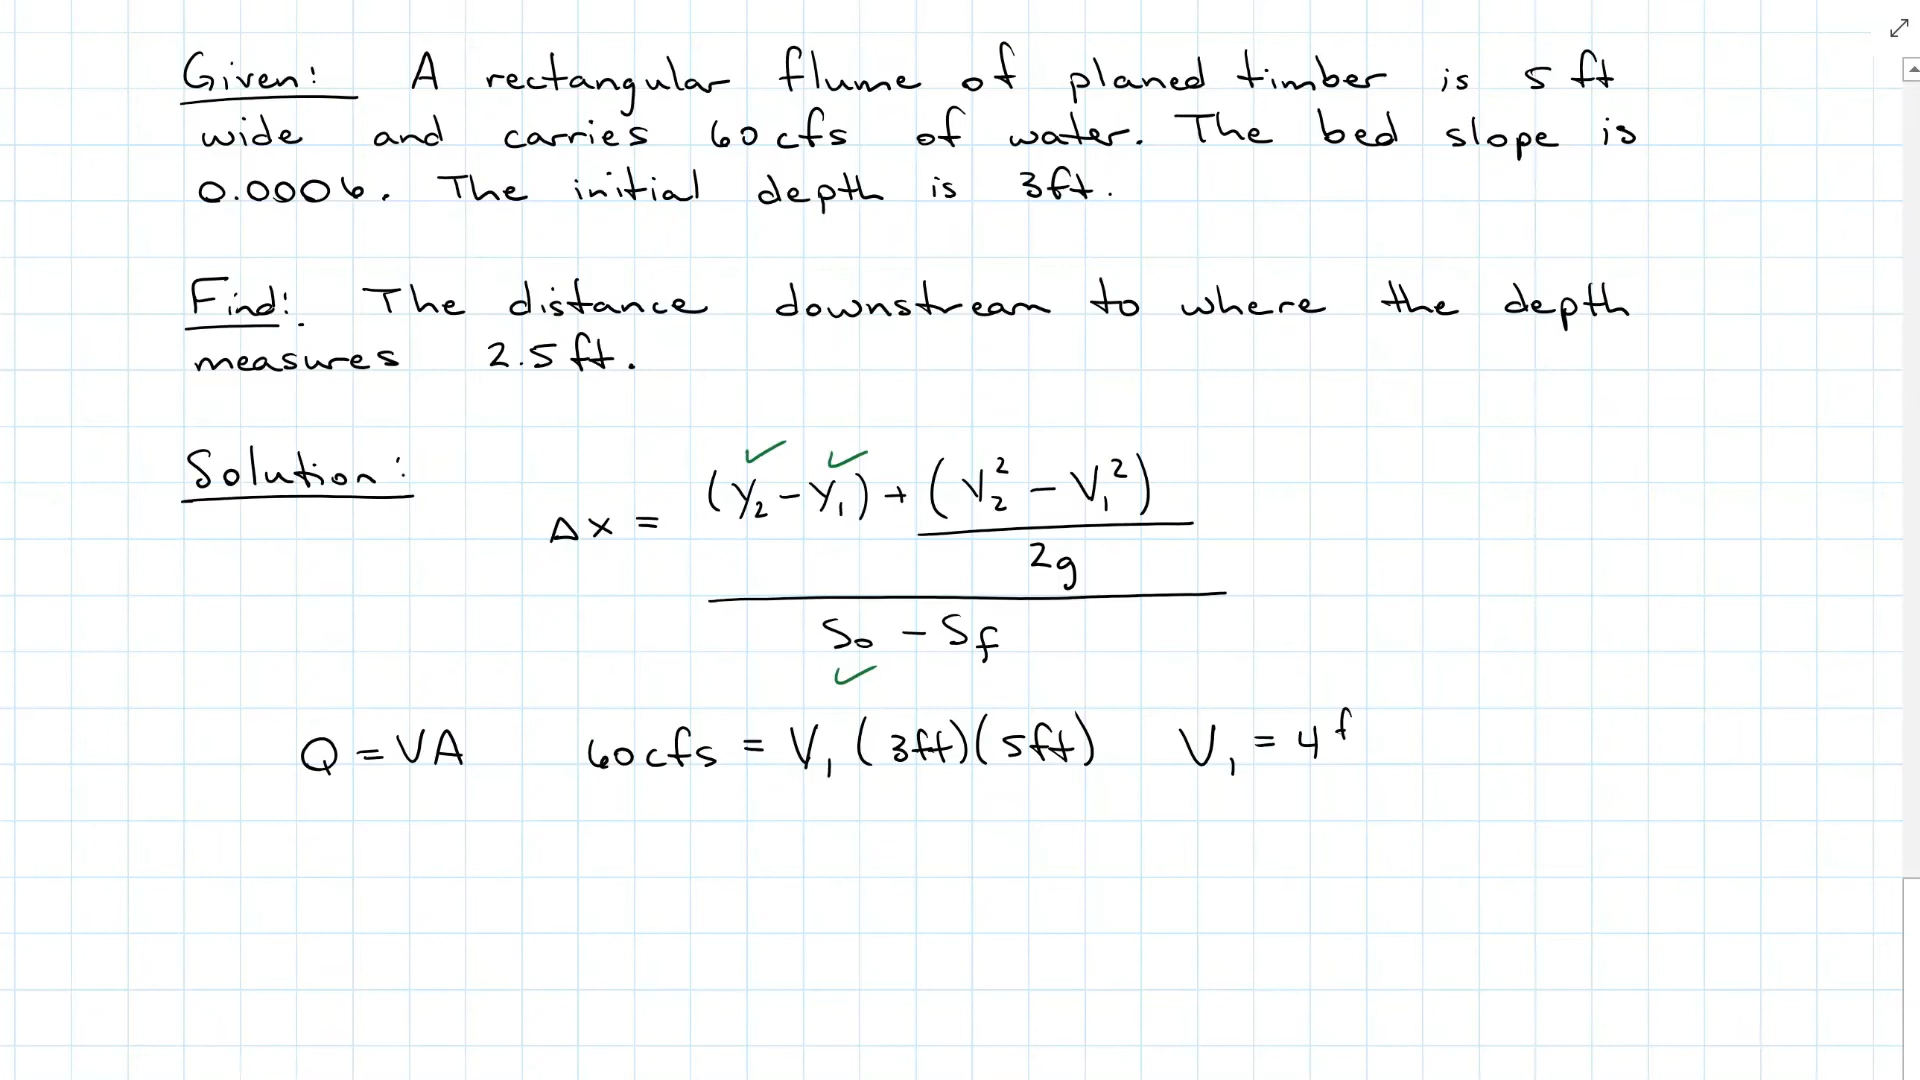 Given: A rectangular flume of planed timber is 5 ft
wide and carries 60 cfs of water. The bed slope is
0.0006. The initial depth is 3ft.
Find: The distance downstream to where the depth
measures 2.5 ft.
Solution:
Δx = ((y₂ - y₁) + (V₂² - V₁²)/2g)/(S₀ - S_f)
Q = VA 60cfs = V₁ (3ft)(5ft) V₁ = 4 f